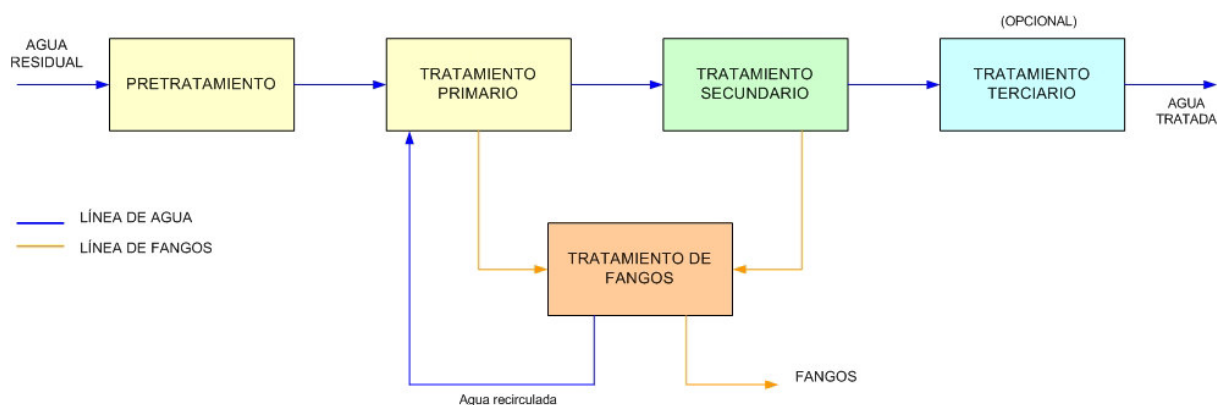 (OPCIONAL)
AGUA
RESIDUAL
PRETRATAMIENTO
TRATAMIENTO
PRIMARIO
TRATAMIENTO
SECUNDARIO
TRATAMIENTO
TERCIARIO
AGUA
TRATADA
LÍNEA DE AGUA
LÍNEA DE FANGOS
TRATAMIENTO DE
FANGOS
FANGOS
Agua recirculada